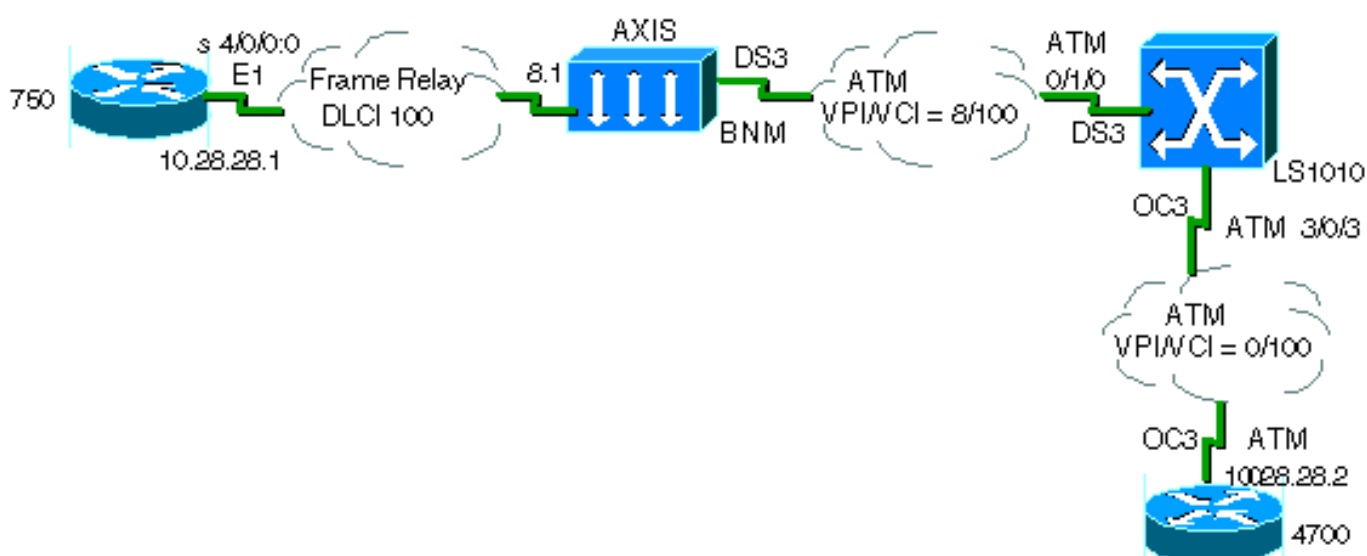 s 4/0/0:0
E1
750
10.28.28.1
Frame Relay
DLCI 100
8.1
AXIS
DS3
BNM
ATM
VPI/VCI = 8/100
ATM
0/1/0
DS3
LS1010
OC3
ATM 3/0/3
ATM
VPI/VCI = 0/100
OC3
ATM
10028.28.2
4700